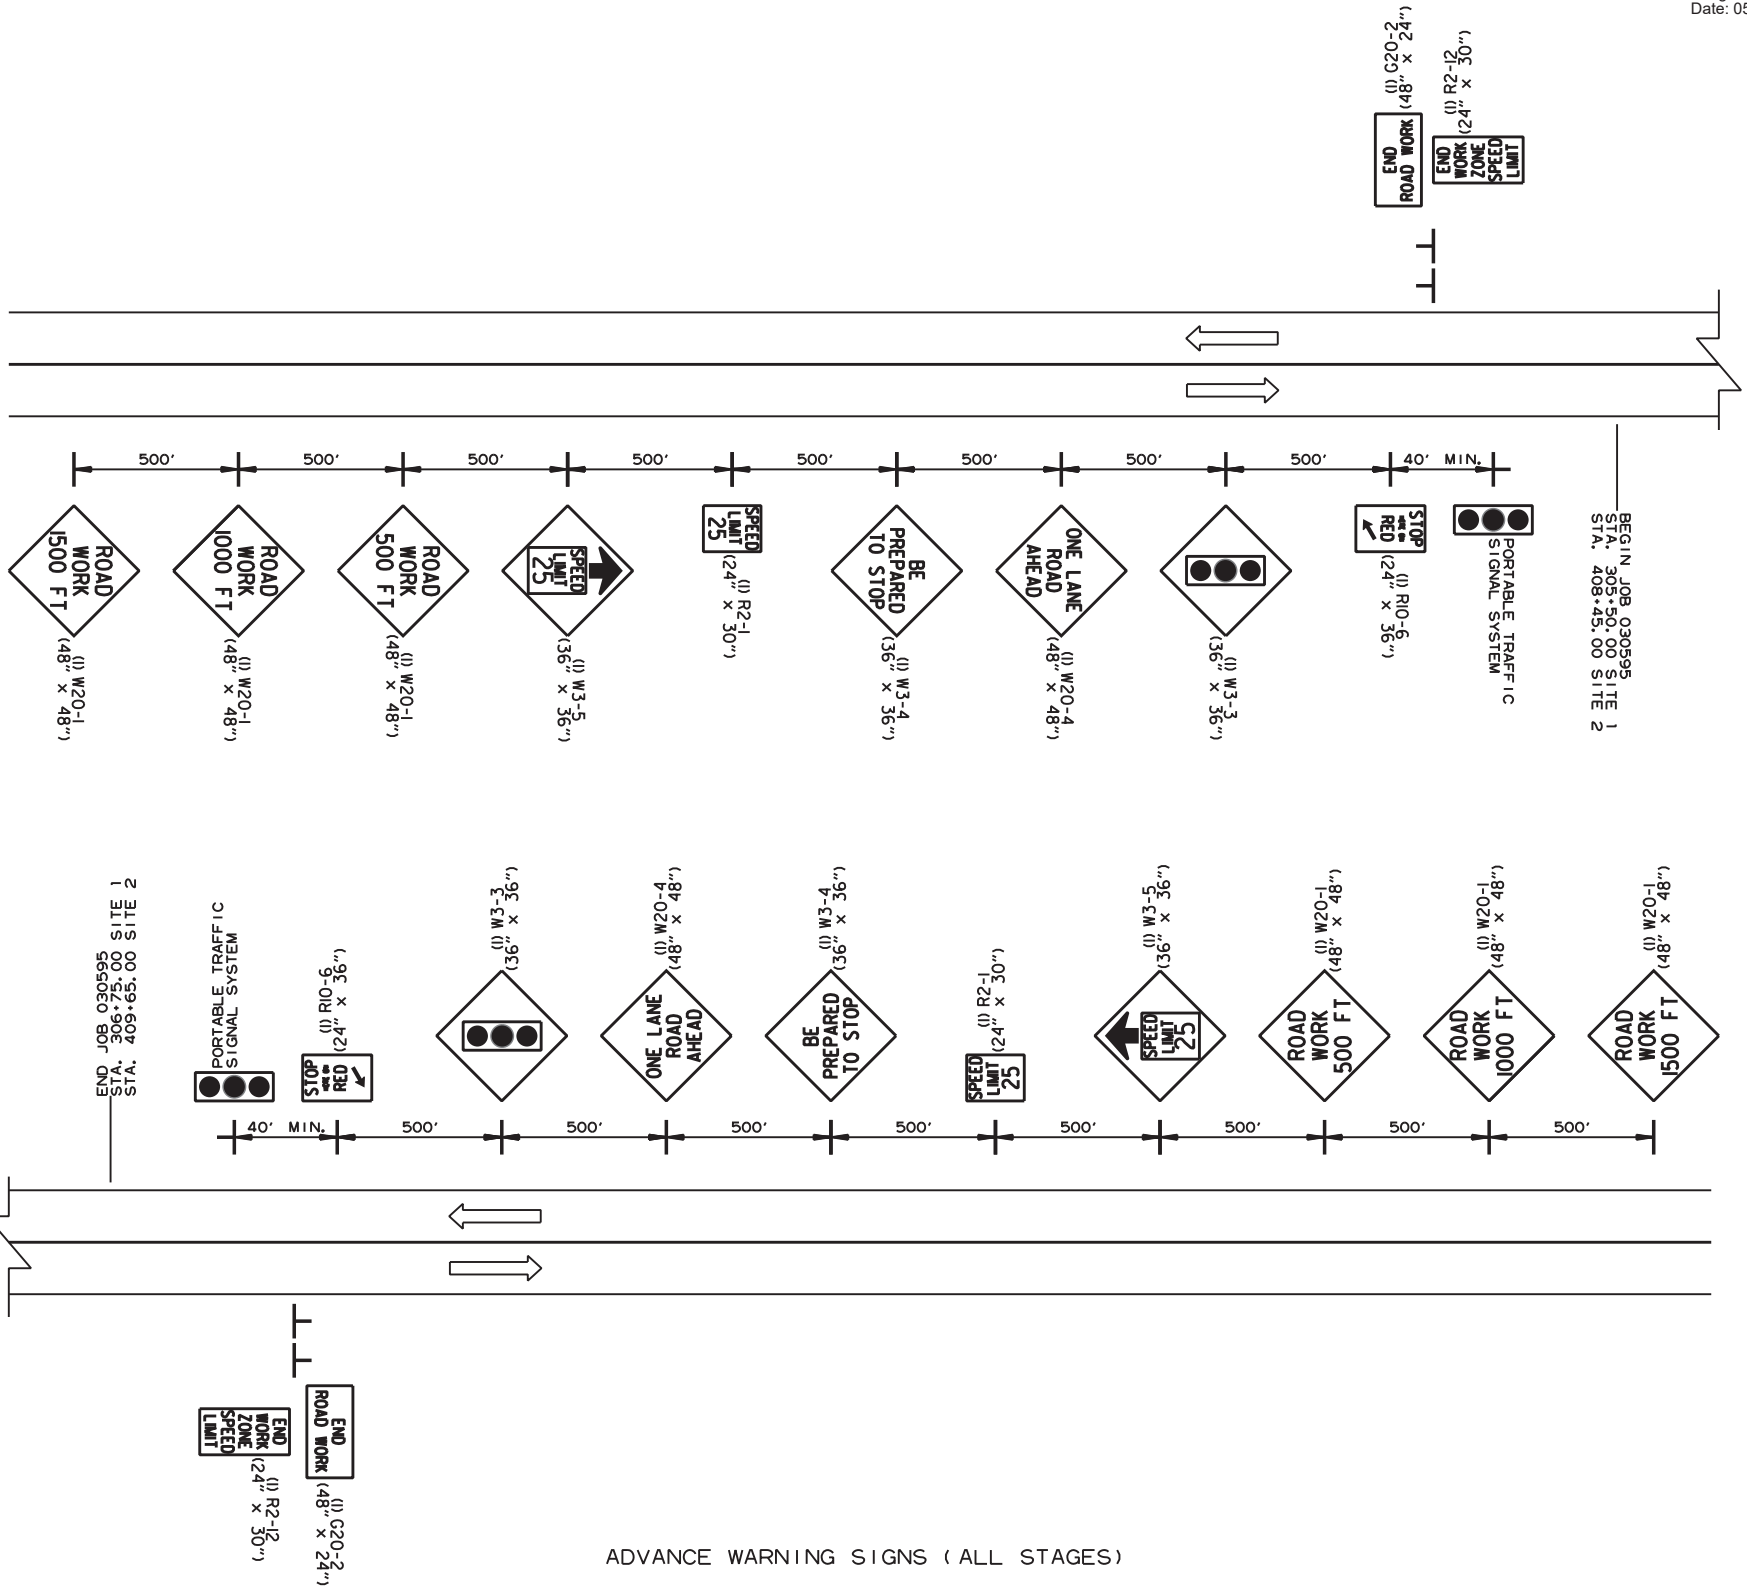 Date: 05
(1) G20-2
(48" × 24")
(1) R2-12
(24" × 30")
END
ROAD WORK
END
WORK
ZONE
SPEED
LIMIT
500'
500'
500'
500'
500'
500'
500'
500'
40' MIN.
ROAD
WORK
1500 FT
(1) W20-1
(48" × 48")
ROAD
WORK
1000 FT
(1) W20-1
(48" × 48")
ROAD
WORK
500 FT
(1) W20-1
(48" × 48")
SPEED
LIMIT
25
(1) W3-5
(36" × 36")
SPEED
LIMIT
25
(1) R2-1
(24" × 30")
BE
PREPARED
TO STOP
(1) W3-4
(36" × 36")
ONE LANE
ROAD
AHEAD
(1) W20-4
(48" × 48")
(1) W3-3
(36" × 36")
STOP
RED
(1) R10-6
(24" × 36")
PORTABLE TRAFFIC
SIGNAL SYSTEM
BEGIN JOB 030595
STA. 305+50.00 SITE 1
STA. 408+45.00 SITE 2
END JOB 030595
STA. 306+75.00 SITE 1
STA. 409+65.00 SITE 2
PORTABLE TRAFFIC
SIGNAL SYSTEM
(1) R10-6
(24" × 36")
STOP
RED
(1) W3-3
(36" × 36")
(1) W20-4
(48" × 48")
ONE LANE
ROAD
AHEAD
(1) W3-4
(36" × 36")
BE
PREPARED
TO STOP
(1) R2-1
(24" × 30")
SPEED
LIMIT
25
(1) W3-5
(36" × 36")
SPEED
LIMIT
25
(1) W20-1
(48" × 48")
ROAD
WORK
500 FT
(1) W20-1
(48" × 48")
ROAD
WORK
1000 FT
(1) W20-1
(48" × 48")
ROAD
WORK
1500 FT
40' MIN.
500'
500'
500'
500'
500'
500'
500'
500'
END
WORK
ZONE
SPEED
LIMIT
(1) R2-12
(24" × 30")
END
ROAD WORK
(1) G20-2
(48" × 24")
ADVANCE WARNING SIGNS (ALL STAGES)